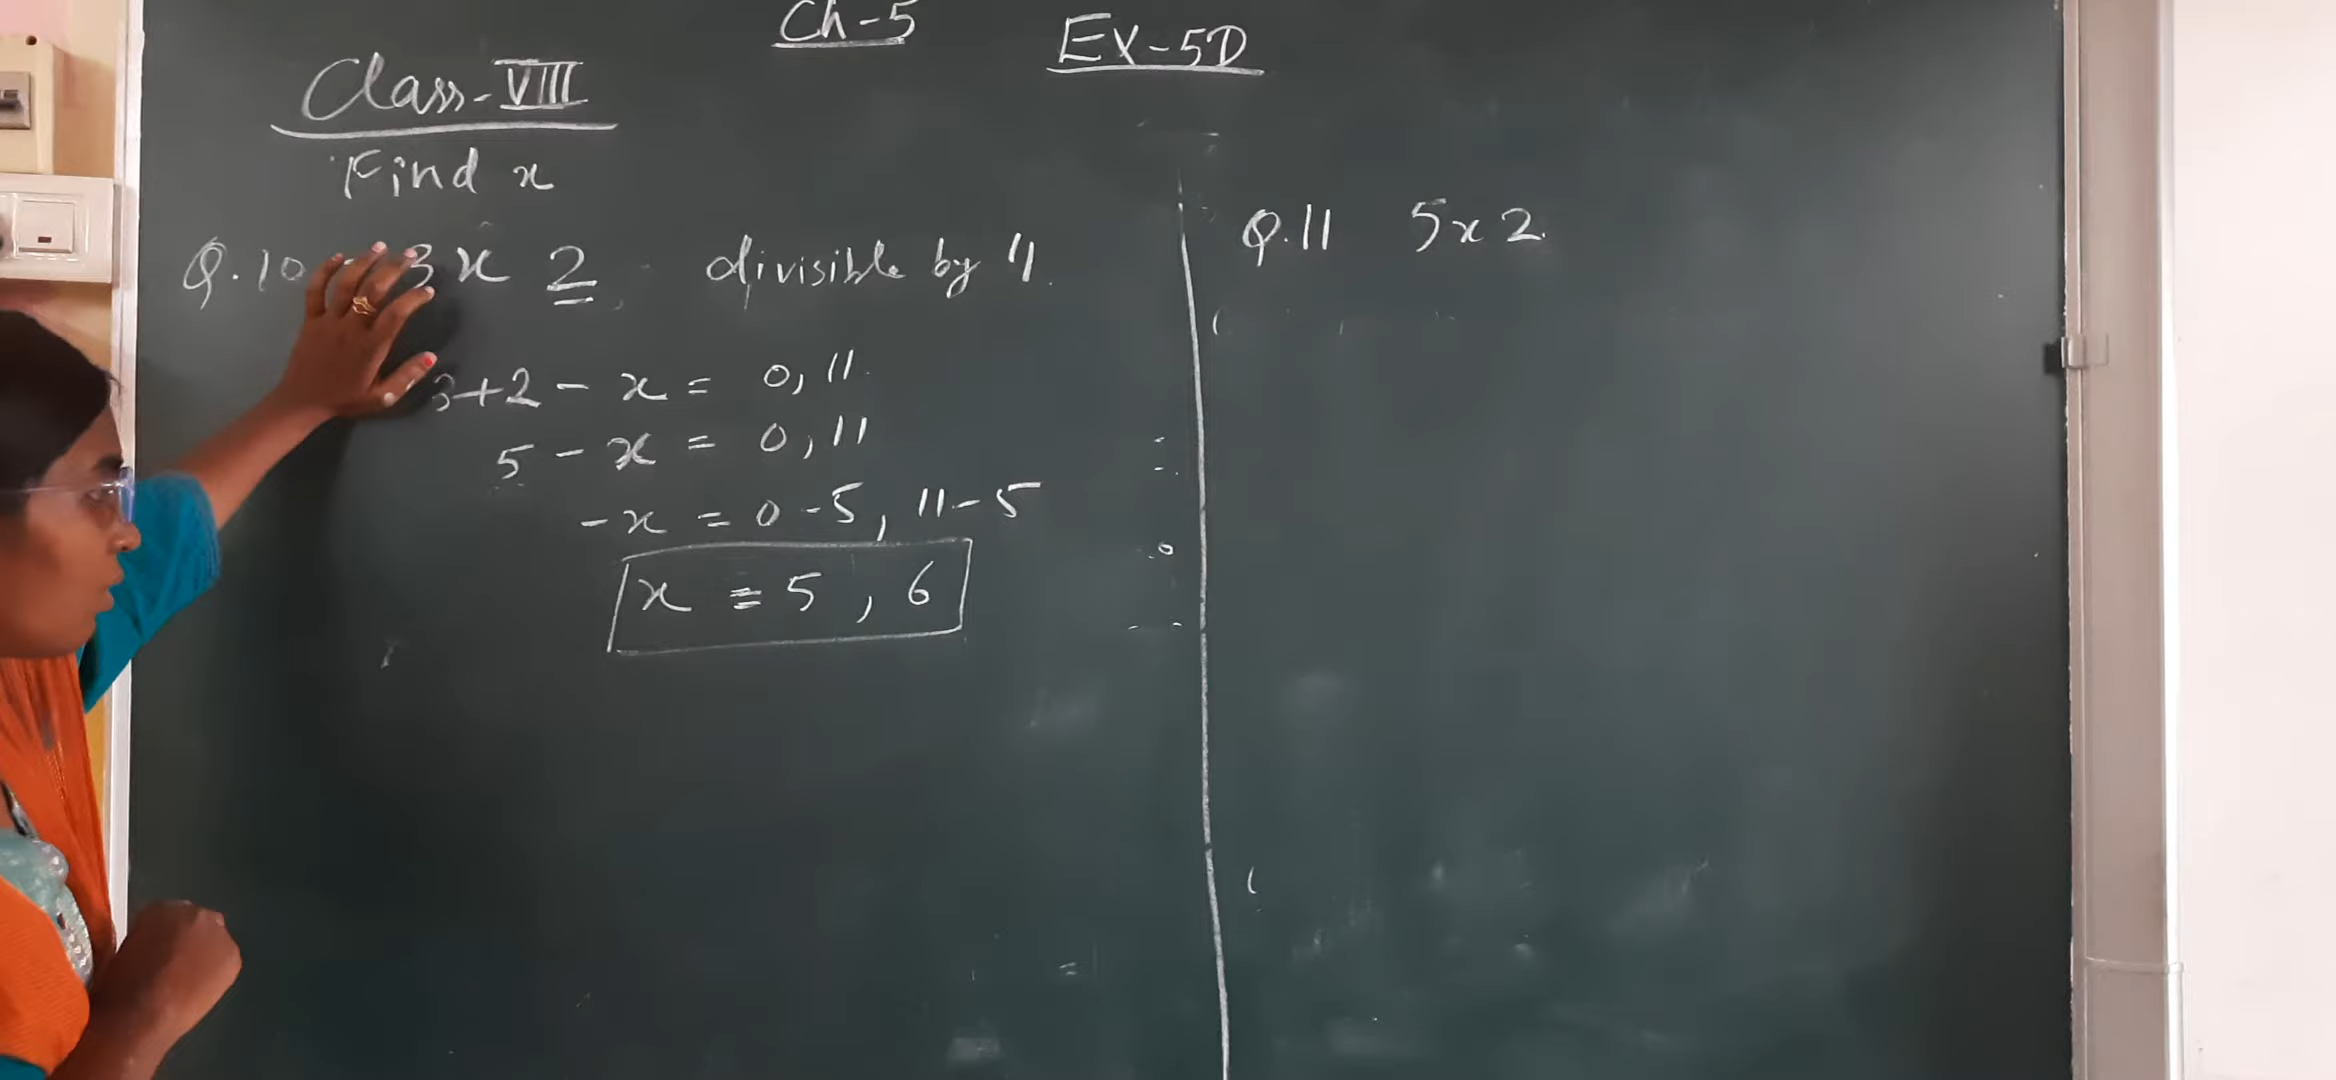 Ch-5
Ex-5D
Class-VIII
Find x
Q.10 3x2, divisible by 11.
3+2-x = 0,11.
5-x = 0,11
-x = 0-5, 11-5
x = 5, 6
Q.11 5x2.